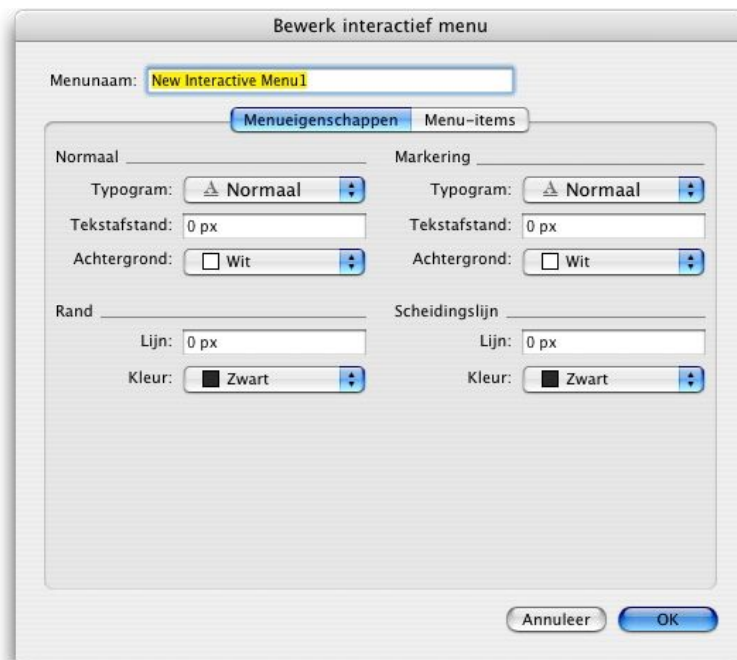 Bewerk interactief menu
Menunaam: New Interactive Menu1
Menueigenschappen Menu-items
Normaal
Typogram: A Normaal
Tekstafstand: 0 px
Achtergrond: Wit
Rand
Lijn: 0 px
Kleur: Zwart
Markering
Typogram: A Normaal
Tekstafstand: 0 px
Achtergrond: Wit
Scheidingslijn
Lijn: 0 px
Kleur: Zwart
Annuleer OK